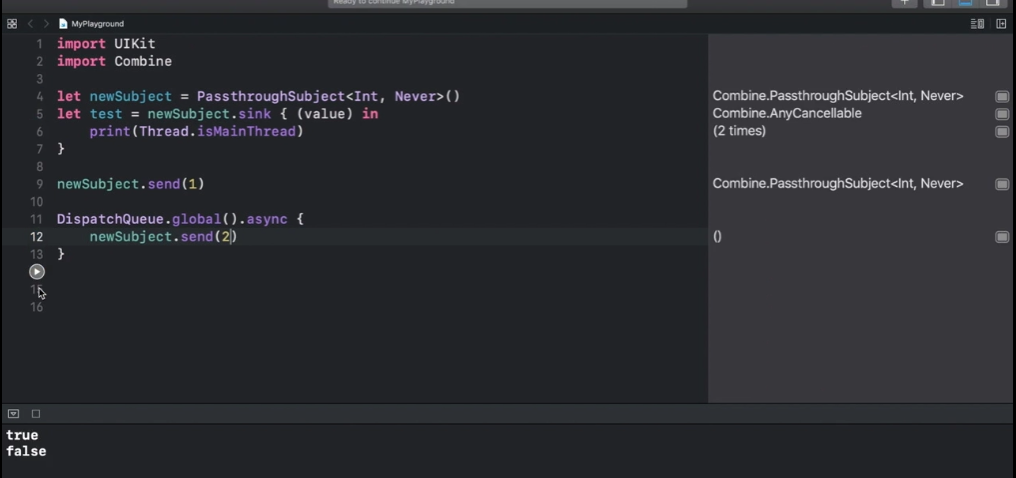 Ready to continue MyPlayground
MyPlayground
1 import UIKit
2 import Combine
3
4 let newSubject = PassthroughSubject<Int, Never>() Combine.PassthroughSubject<Int, Never>
5 let test = newSubject.sink { (value) in Combine.AnyCancellable
6 print(Thread.isMainThread) (2 times)
7 }
8
9 newSubject.send(1) Combine.PassthroughSubject<Int, Never>
10
11 DispatchQueue.global().async {
12 newSubject.send(2) ()
13 }
16
true
false